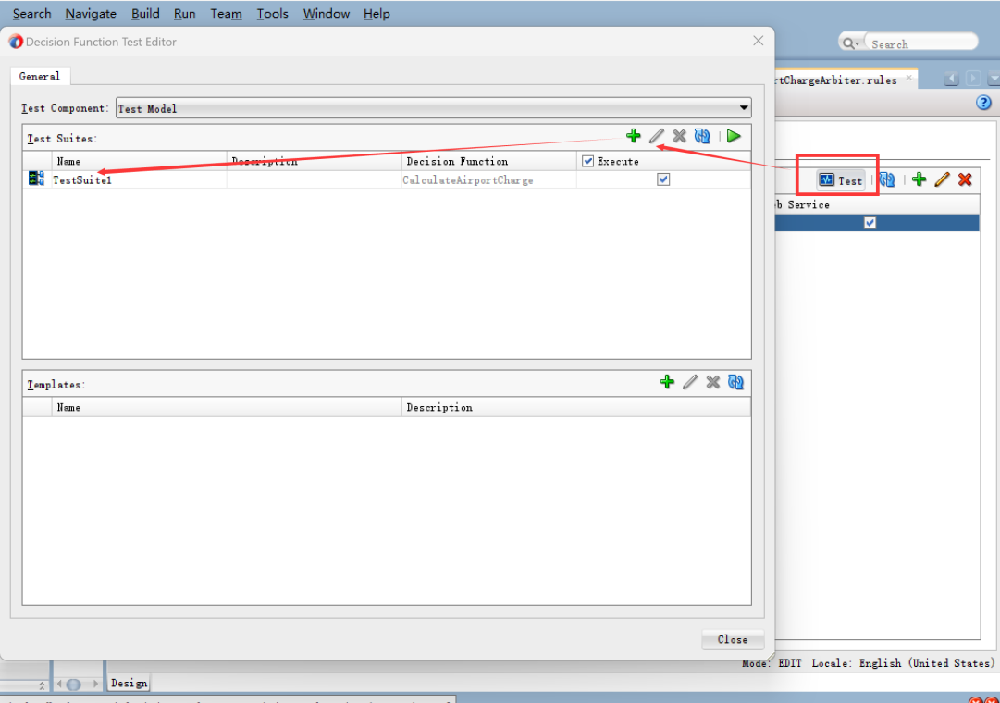 Search Navigate Build Run Team Tools Window Help
Decision Function Test Editor
Search
General
rtChargeArbiter.rules
Test Component: Test Model
Test Suites:
Name Description Decision Function Execute
TestSuite1 CalculateAirportCharge
Test
b Service
Templates:
Name Description
Close
Mode: EDIT Locale: English (United States)
Design